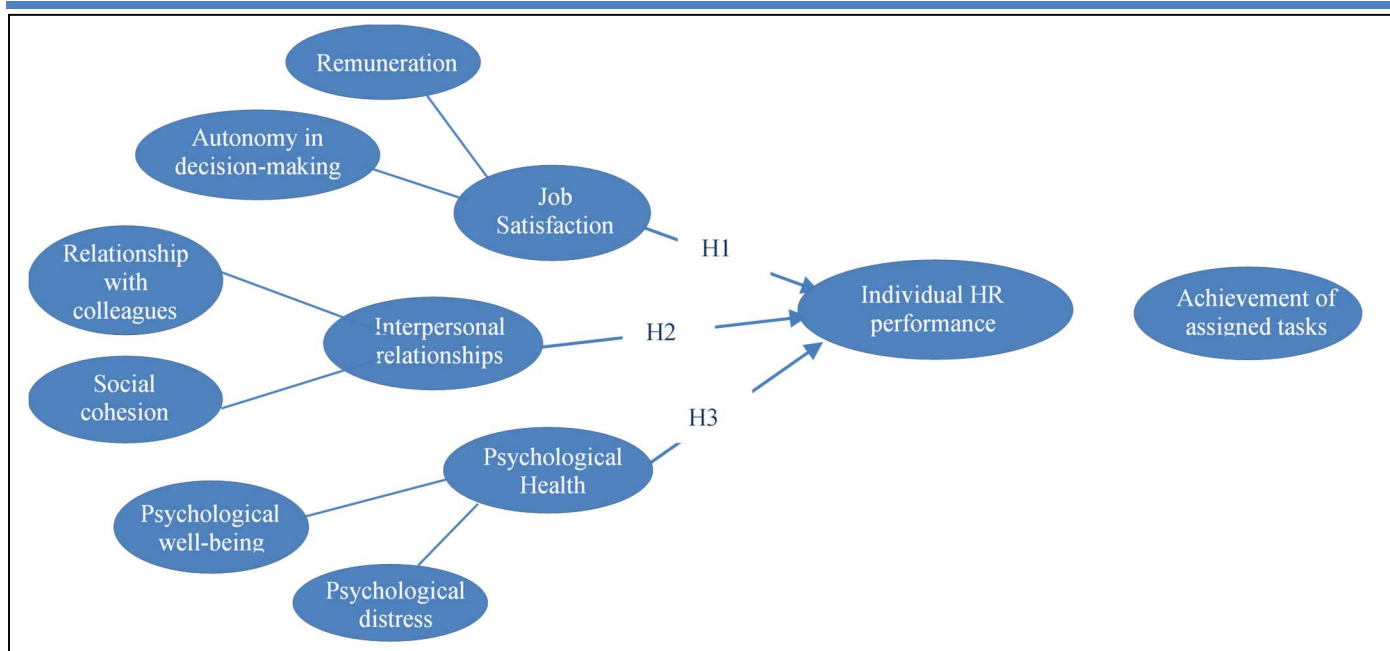 Remuneration
Autonomy in
decision-making
Job
Satisfaction
H1
Relationship
with
colleagues
Interpersonal
relationships
H2
Social
cohesion
Individual HR
performance
Achievement of
assigned tasks
H3
Psychological
Health
Psychological
well-being
Psychological
distress